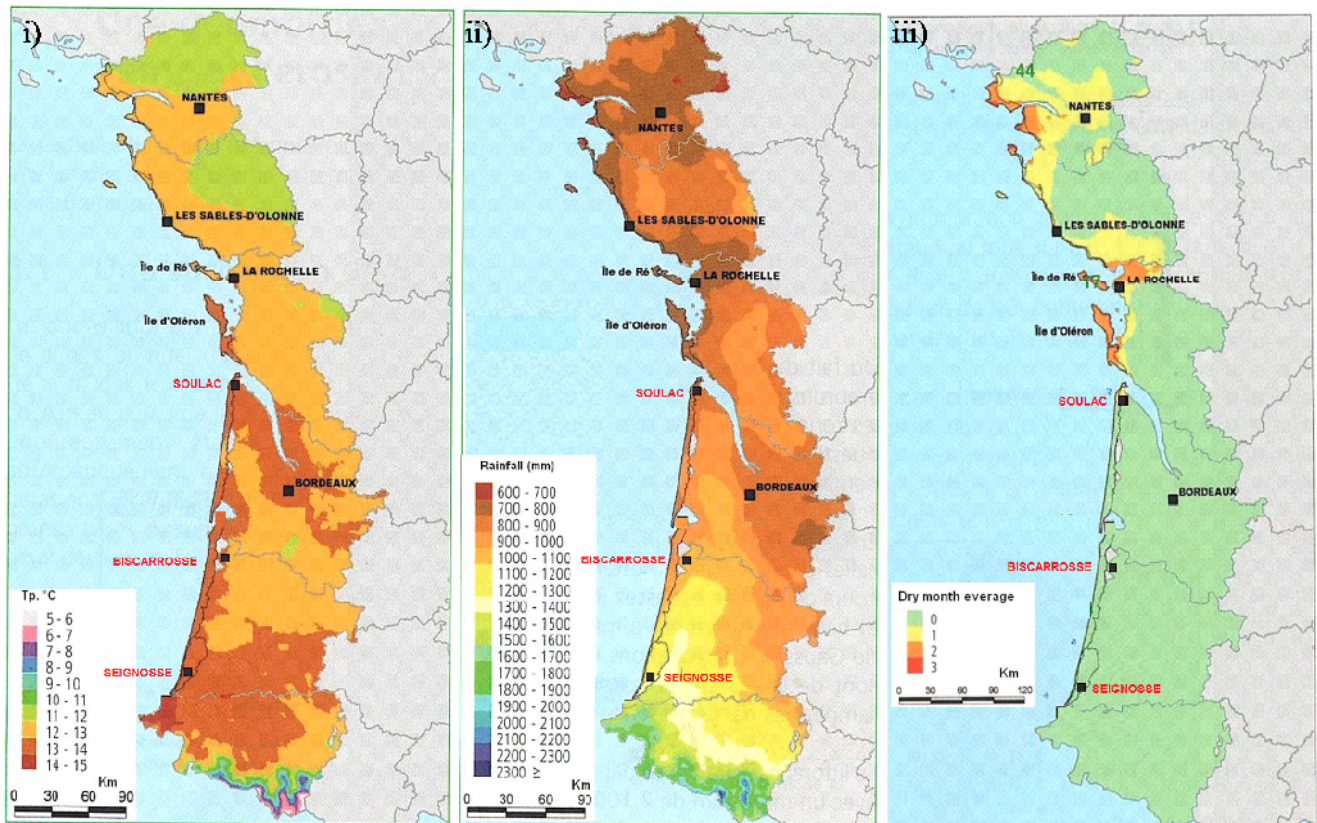 i)
NANTES
LES SABLES-D'OLONNE
Île de Ré
LA ROCHELLE
Île d'Oléron
SOULAC
BORDEAUX
BISCARROSSE
SEIGNOSSE
Tp. °C
5 - 6
6 - 7
7 - 8
8 - 9
9 - 10
10 - 11
11 - 12
12 - 13
13 - 14
14 - 15
Km
0 30 60 90
ii)
NANTES
LES SABLES-D'OLONNE
Île de Ré
LA ROCHELLE
Île d'Oléron
SOULAC
BORDEAUX
BISCARROSSE
SEIGNOSSE
Rainfall (mm)
600 - 700
700 - 800
800 - 900
900 - 1000
1000 - 1100
1100 - 1200
1200 - 1300
1300 - 1400
1500 - 1600
1600 - 1700
1700 - 1800
1800 - 1900
1900 - 2000
2000 - 2100
2100 - 2200
2200 - 2300
2300 ≥
Km
0 30 60 90
iii)
44
NANTES
LES SABLES-D'OLONNE
Île de Ré
17
LA ROCHELLE
Île d'Oléron
SOULAC
BORDEAUX
BISCARROSSE
SEIGNOSSE
Dry month everage
0
1
2
3
Km
0 30 60 90 120